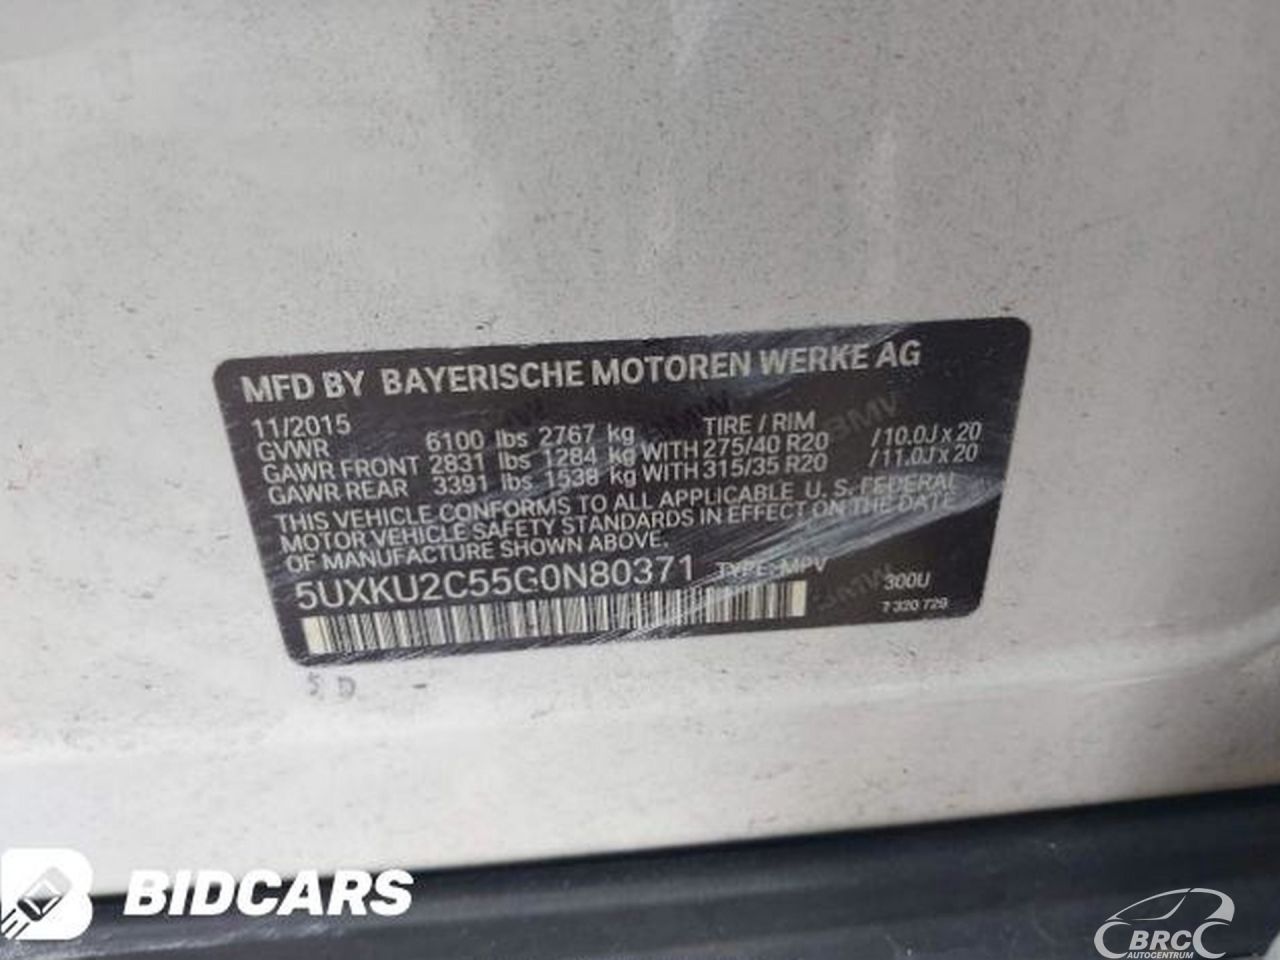 MFD BY BAYERISCHE MOTOREN WERKE AG
11/2015 TIRE / RIM
GVWR 6100 lbs 2767 kg
GAWR FRONT 2831 lbs 1284 kg WITH 275/40 R20 /10.0J x 20
GAWR REAR 3391 lbs 1538 kg WITH 315/35 R20 /11.0J x 20
THIS VEHICLE CONFORMS TO ALL APPLICABLE U. S. FEDERAL
MOTOR VEHICLE SAFETY STANDARDS IN EFFECT ON THE DATE
OF MANUFACTURE SHOWN ABOVE.
5UXKU2C55G0N80371 TYPE: MPV 300U
7 320 729
5 D
BIDCARS
BRC
AUTOCENTRUM